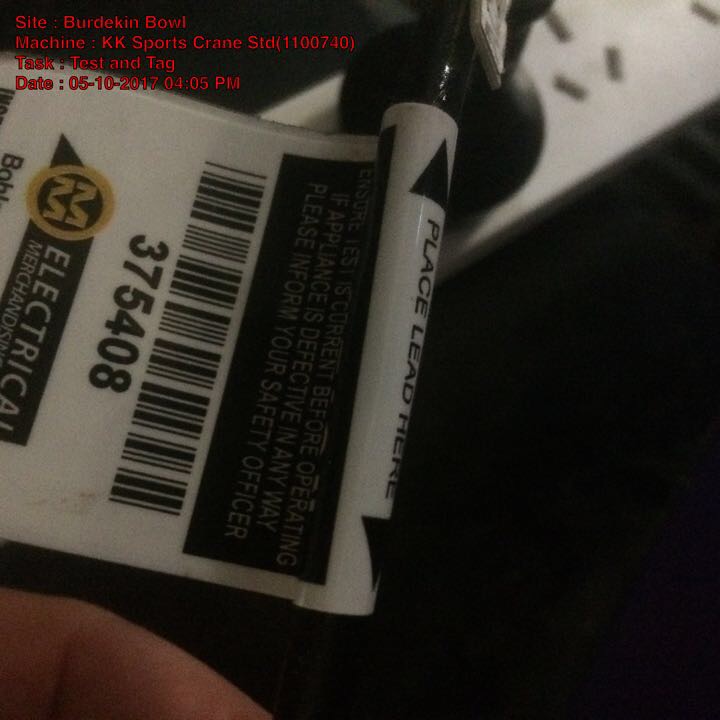 Site : Burdekin Bowl
Machine : KK Sports Crane Std(1100740)
Task : Test and Tag
Date : 05-10-2017 04:05 PM
PLACE LEAD HERE
ENSURE TEST IS CURRENT BEFORE OPERATING
IF APPLIANCE IS DEFECTIVE IN ANY WAY
PLEASE INFORM YOUR SAFETY OFFICER
375408
MM
ELECTRICAL